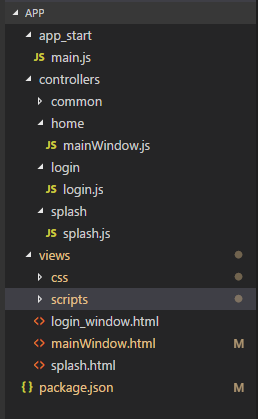 APP
app_start
JS main.js
controllers
common
home
JS mainWindow.js
login
JS login.js
splash
JS splash.js
views
css
scripts
<> login_window.html
<> mainWindow.html M
<> splash.html
{} package.json M